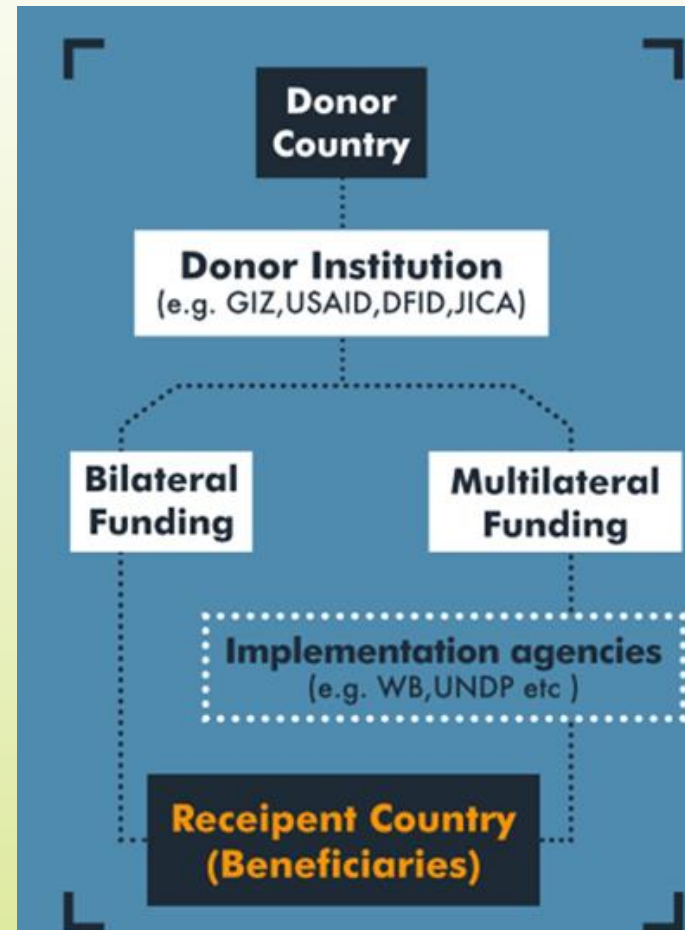 Donor
Country
Donor Institution
(e.g. GIZ,USAID,DFID,JICA)
Bilateral
Funding
Multilateral
Funding
Implementation agencies
(e.g. WB,UNDP etc )
Receipent Country
(Beneficiaries)